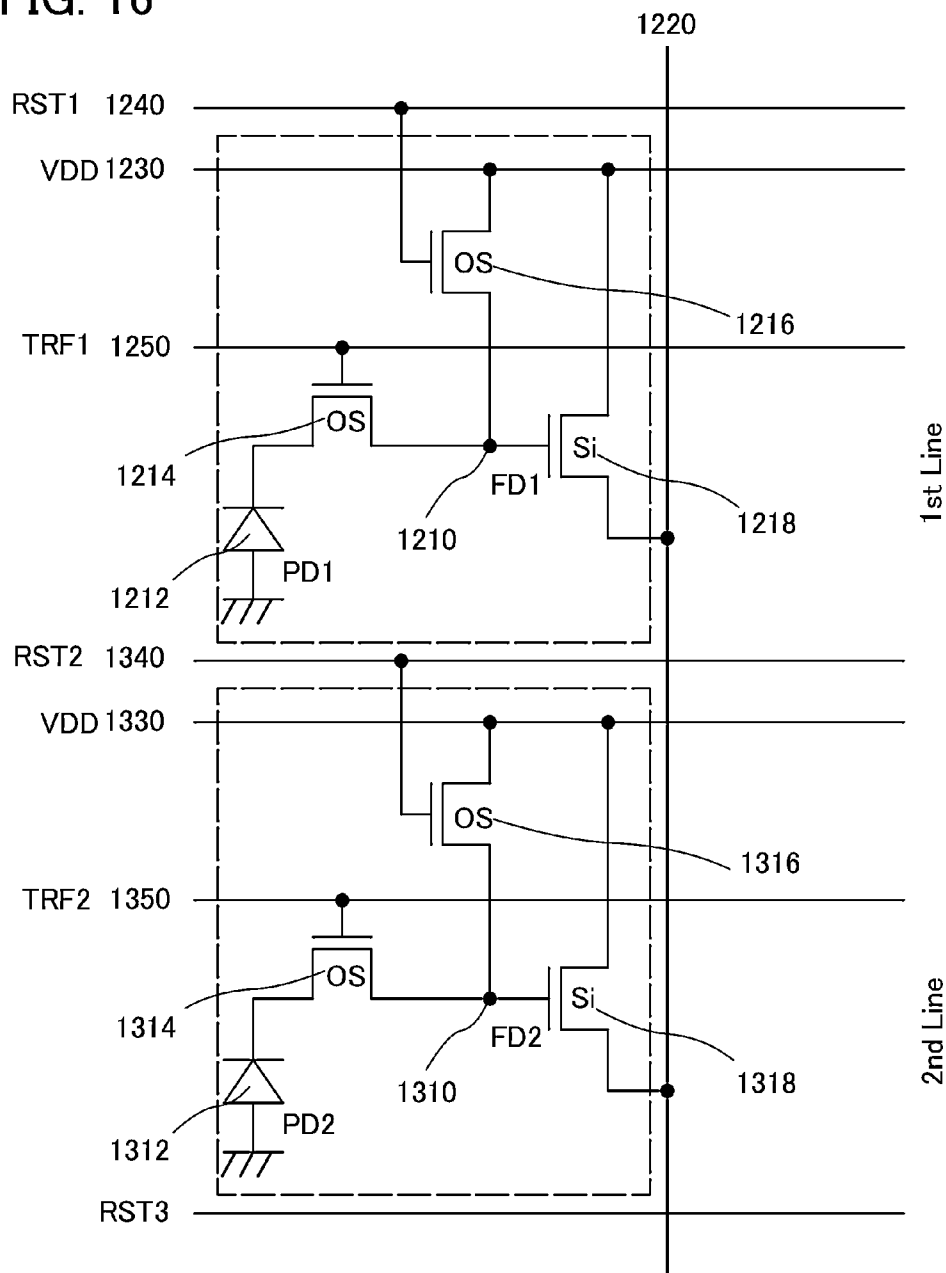 FIG. 16
1220
RST1 1240
VDD 1230
OS
1216
TRF1 1250
OS
Si
1214
FD1
1210
1218
1st Line
PD1
1212
RST2 1340
VDD 1330
OS
1316
TRF2 1350
OS
Si
1314
FD2
1310
1318
2nd Line
PD2
1312
RST3